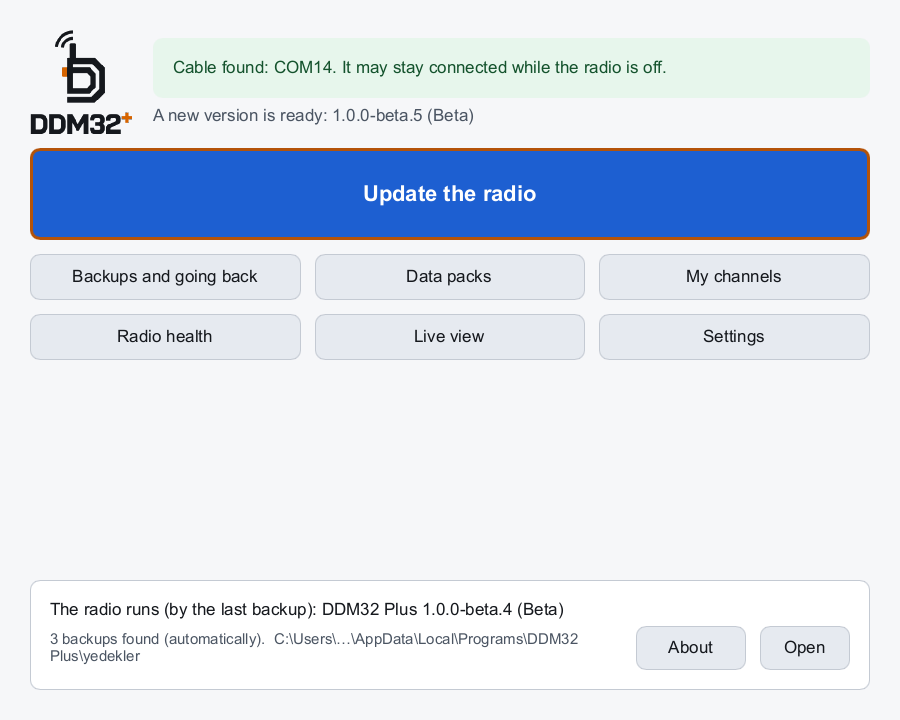 Cable found: COM14. It may stay connected while the radio is off.
DDM32+
A new version is ready: 1.0.0-beta.5 (Beta)
Update the radio
Backups and going back
Data packs
My channels
Radio health
Live view
Settings
The radio runs (by the last backup): DDM32 Plus 1.0.0-beta.4 (Beta)
3 backups found (automatically).  C:\Users\...\AppData\Local\Programs\DDM32
Plus\yedekler
About
Open